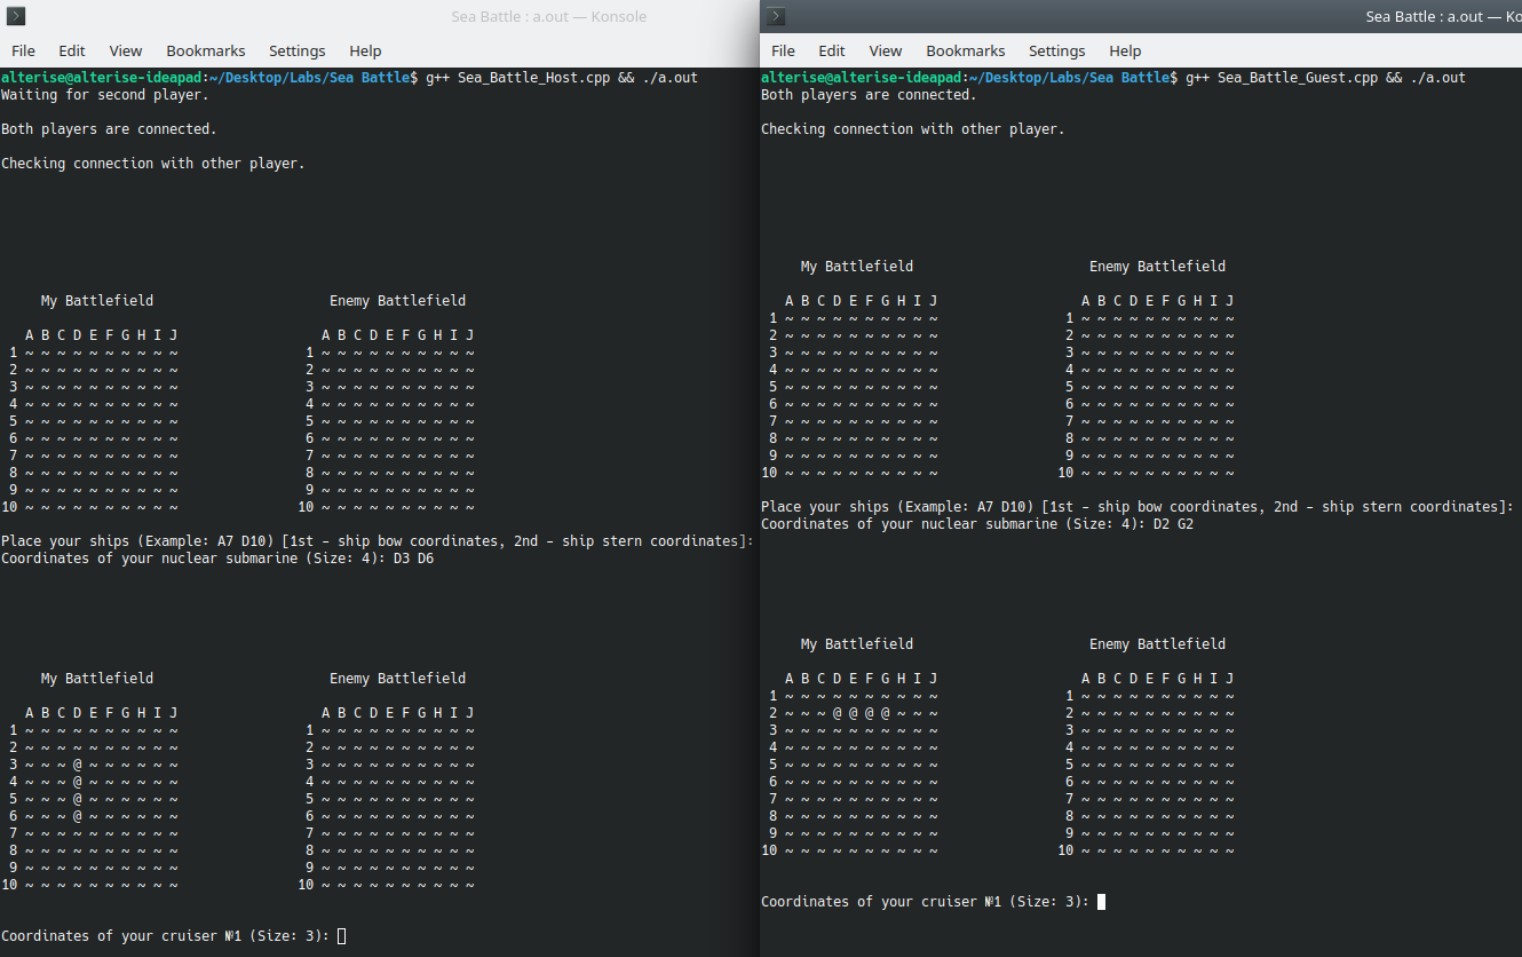 Sea Battle : a.out — Konsole
File Edit View Bookmarks Settings Help
alterise@alterise-ideapad:~/Desktop/Labs/Sea Battle$ g++ Sea_Battle_Host.cpp && ./a.out
Waiting for second player.
Both players are connected.
Checking connection with other player.
My Battlefield Enemy Battlefield
A B C D E F G H I J A B C D E F G H I J
1 ~ ~ ~ ~ ~ ~ ~ ~ ~ ~ 1 ~ ~ ~ ~ ~ ~ ~ ~ ~ ~
2 ~ ~ ~ ~ ~ ~ ~ ~ ~ ~ 2 ~ ~ ~ ~ ~ ~ ~ ~ ~ ~
3 ~ ~ ~ ~ ~ ~ ~ ~ ~ ~ 3 ~ ~ ~ ~ ~ ~ ~ ~ ~ ~
4 ~ ~ ~ ~ ~ ~ ~ ~ ~ ~ 4 ~ ~ ~ ~ ~ ~ ~ ~ ~ ~
5 ~ ~ ~ ~ ~ ~ ~ ~ ~ ~ 5 ~ ~ ~ ~ ~ ~ ~ ~ ~ ~
6 ~ ~ ~ ~ ~ ~ ~ ~ ~ ~ 6 ~ ~ ~ ~ ~ ~ ~ ~ ~ ~
7 ~ ~ ~ ~ ~ ~ ~ ~ ~ ~ 7 ~ ~ ~ ~ ~ ~ ~ ~ ~ ~
8 ~ ~ ~ ~ ~ ~ ~ ~ ~ ~ 8 ~ ~ ~ ~ ~ ~ ~ ~ ~ ~
9 ~ ~ ~ ~ ~ ~ ~ ~ ~ ~ 9 ~ ~ ~ ~ ~ ~ ~ ~ ~ ~
10 ~ ~ ~ ~ ~ ~ ~ ~ ~ ~ 10 ~ ~ ~ ~ ~ ~ ~ ~ ~ ~
Place your ships (Example: A7 D10) [1st - ship bow coordinates, 2nd - ship stern coordinates]:
Coordinates of your nuclear submarine (Size: 4): D3 D6
My Battlefield Enemy Battlefield
A B C D E F G H I J A B C D E F G H I J
1 ~ ~ ~ ~ ~ ~ ~ ~ ~ ~ 1 ~ ~ ~ ~ ~ ~ ~ ~ ~ ~
2 ~ ~ ~ ~ ~ ~ ~ ~ ~ ~ 2 ~ ~ ~ ~ ~ ~ ~ ~ ~ ~
3 ~ ~ ~ @ ~ ~ ~ ~ ~ ~ 3 ~ ~ ~ ~ ~ ~ ~ ~ ~ ~
4 ~ ~ ~ @ ~ ~ ~ ~ ~ ~ 4 ~ ~ ~ ~ ~ ~ ~ ~ ~ ~
5 ~ ~ ~ @ ~ ~ ~ ~ ~ ~ 5 ~ ~ ~ ~ ~ ~ ~ ~ ~ ~
6 ~ ~ ~ @ ~ ~ ~ ~ ~ ~ 6 ~ ~ ~ ~ ~ ~ ~ ~ ~ ~
7 ~ ~ ~ ~ ~ ~ ~ ~ ~ ~ 7 ~ ~ ~ ~ ~ ~ ~ ~ ~ ~
8 ~ ~ ~ ~ ~ ~ ~ ~ ~ ~ 8 ~ ~ ~ ~ ~ ~ ~ ~ ~ ~
9 ~ ~ ~ ~ ~ ~ ~ ~ ~ ~ 9 ~ ~ ~ ~ ~ ~ ~ ~ ~ ~
10 ~ ~ ~ ~ ~ ~ ~ ~ ~ ~ 10 ~ ~ ~ ~ ~ ~ ~ ~ ~ ~
Coordinates of your cruiser №1 (Size: 3):
Sea Battle : a.out — Ko
File Edit View Bookmarks Settings Help
alterise@alterise-ideapad:~/Desktop/Labs/Sea Battle$ g++ Sea_Battle_Guest.cpp && ./a.out
Both players are connected.
Checking connection with other player.
My Battlefield Enemy Battlefield
A B C D E F G H I J A B C D E F G H I J
1 ~ ~ ~ ~ ~ ~ ~ ~ ~ ~ 1 ~ ~ ~ ~ ~ ~ ~ ~ ~ ~
2 ~ ~ ~ ~ ~ ~ ~ ~ ~ ~ 2 ~ ~ ~ ~ ~ ~ ~ ~ ~ ~
3 ~ ~ ~ ~ ~ ~ ~ ~ ~ ~ 3 ~ ~ ~ ~ ~ ~ ~ ~ ~ ~
4 ~ ~ ~ ~ ~ ~ ~ ~ ~ ~ 4 ~ ~ ~ ~ ~ ~ ~ ~ ~ ~
5 ~ ~ ~ ~ ~ ~ ~ ~ ~ ~ 5 ~ ~ ~ ~ ~ ~ ~ ~ ~ ~
6 ~ ~ ~ ~ ~ ~ ~ ~ ~ ~ 6 ~ ~ ~ ~ ~ ~ ~ ~ ~ ~
7 ~ ~ ~ ~ ~ ~ ~ ~ ~ ~ 7 ~ ~ ~ ~ ~ ~ ~ ~ ~ ~
8 ~ ~ ~ ~ ~ ~ ~ ~ ~ ~ 8 ~ ~ ~ ~ ~ ~ ~ ~ ~ ~
9 ~ ~ ~ ~ ~ ~ ~ ~ ~ ~ 9 ~ ~ ~ ~ ~ ~ ~ ~ ~ ~
10 ~ ~ ~ ~ ~ ~ ~ ~ ~ ~ 10 ~ ~ ~ ~ ~ ~ ~ ~ ~ ~
Place your ships (Example: A7 D10) [1st - ship bow coordinates, 2nd - ship stern coordinates]:
Coordinates of your nuclear submarine (Size: 4): D2 G2
My Battlefield Enemy Battlefield
A B C D E F G H I J A B C D E F G H I J
1 ~ ~ ~ ~ ~ ~ ~ ~ ~ ~ 1 ~ ~ ~ ~ ~ ~ ~ ~ ~ ~
2 ~ ~ ~ @ @ @ @ ~ ~ ~ 2 ~ ~ ~ ~ ~ ~ ~ ~ ~ ~
3 ~ ~ ~ ~ ~ ~ ~ ~ ~ ~ 3 ~ ~ ~ ~ ~ ~ ~ ~ ~ ~
4 ~ ~ ~ ~ ~ ~ ~ ~ ~ ~ 4 ~ ~ ~ ~ ~ ~ ~ ~ ~ ~
5 ~ ~ ~ ~ ~ ~ ~ ~ ~ ~ 5 ~ ~ ~ ~ ~ ~ ~ ~ ~ ~
6 ~ ~ ~ ~ ~ ~ ~ ~ ~ ~ 6 ~ ~ ~ ~ ~ ~ ~ ~ ~ ~
7 ~ ~ ~ ~ ~ ~ ~ ~ ~ ~ 7 ~ ~ ~ ~ ~ ~ ~ ~ ~ ~
8 ~ ~ ~ ~ ~ ~ ~ ~ ~ ~ 8 ~ ~ ~ ~ ~ ~ ~ ~ ~ ~
9 ~ ~ ~ ~ ~ ~ ~ ~ ~ ~ 9 ~ ~ ~ ~ ~ ~ ~ ~ ~ ~
10 ~ ~ ~ ~ ~ ~ ~ ~ ~ ~ 10 ~ ~ ~ ~ ~ ~ ~ ~ ~ ~
Coordinates of your cruiser №1 (Size: 3):